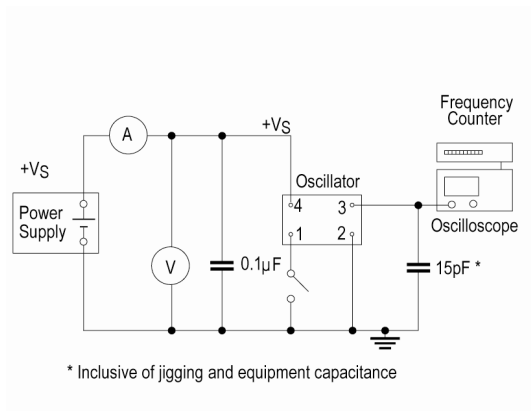 Frequency
Counter
A
+VS
+VS
Oscillator
Power
Supply
4
3
1
2
Oscilloscope
V
0.1µF
15pF *
* Inclusive of jigging and equipment capacitance